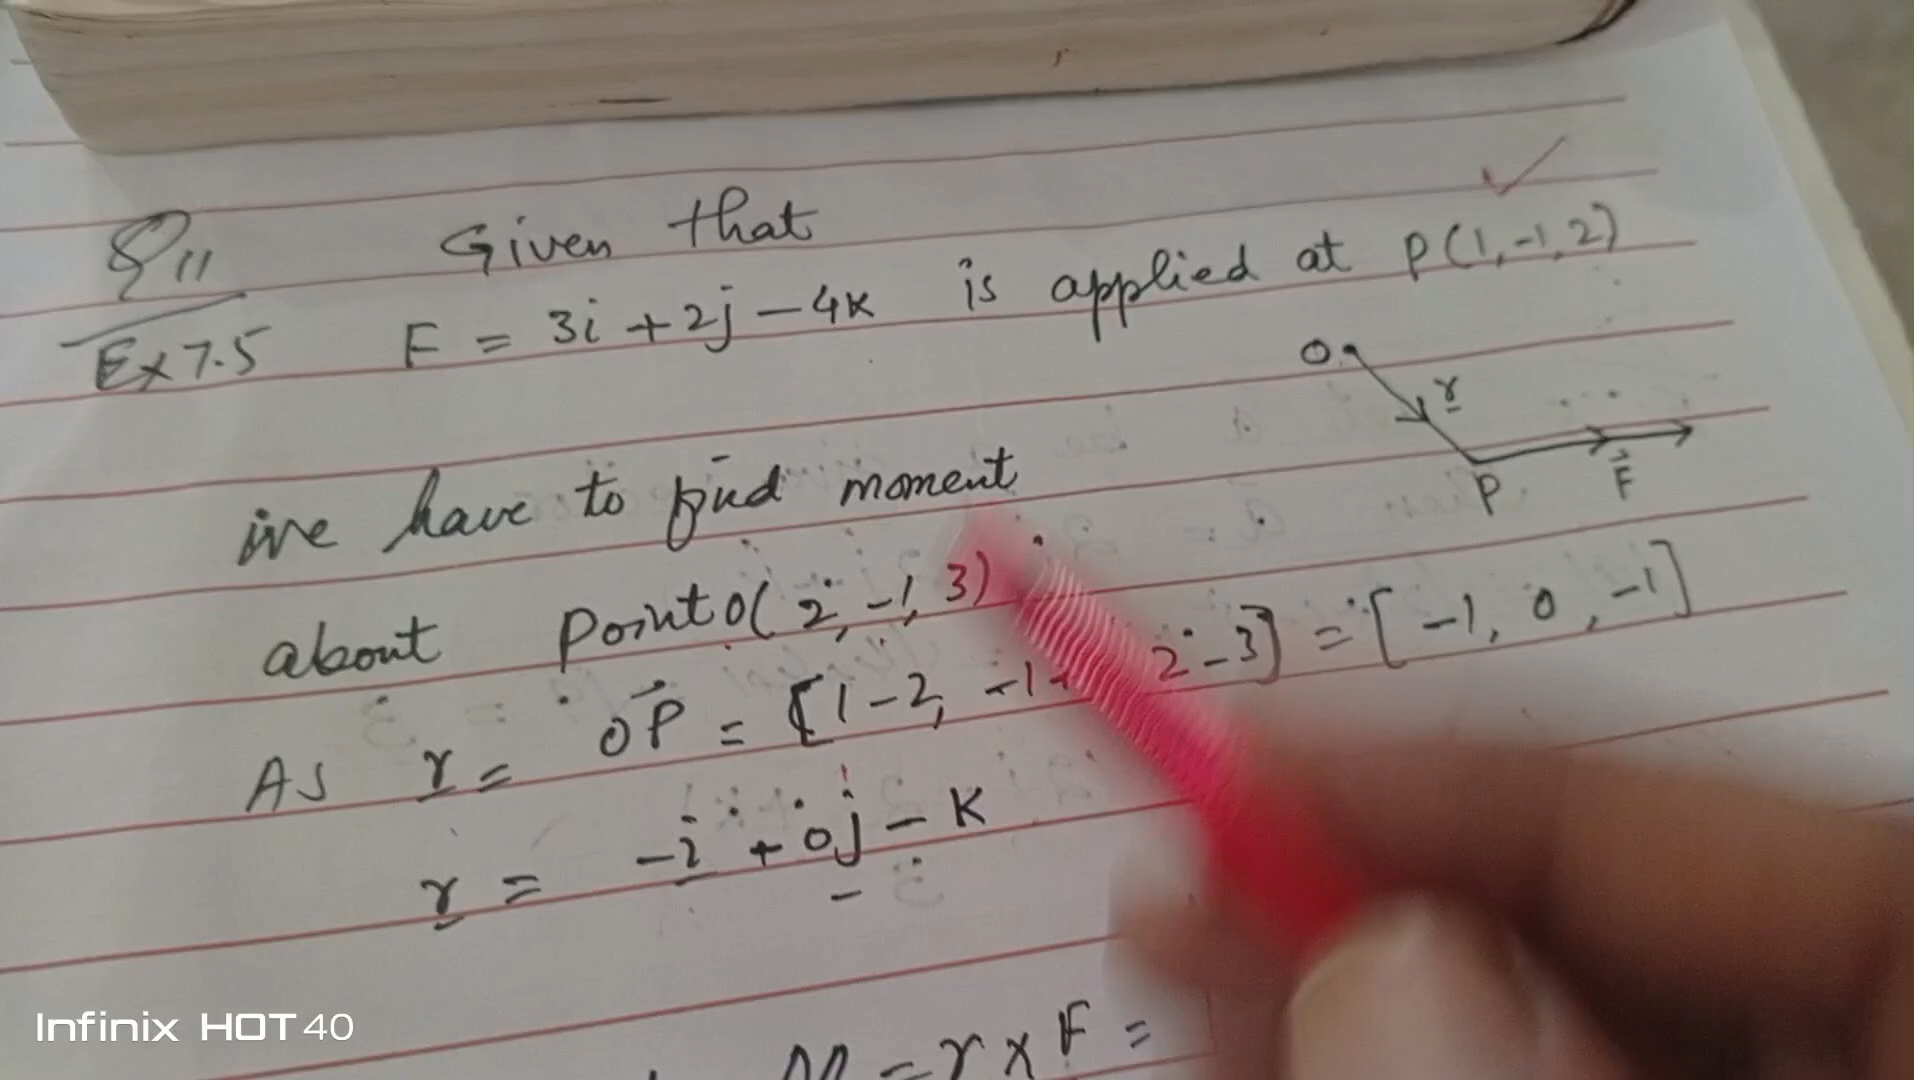 Q11 Given that
Ex 7.5 F = 3i + 2j - 4k is applied at P(1, -1, 2)
O r P F
we have to find moment
about point O(2, -1, 3)
As r = OP = [1-2, -1+ 2-3] = [-1, 0, -1]
r = -i + 0j - k
M = r x F =
Infinix HOT 40